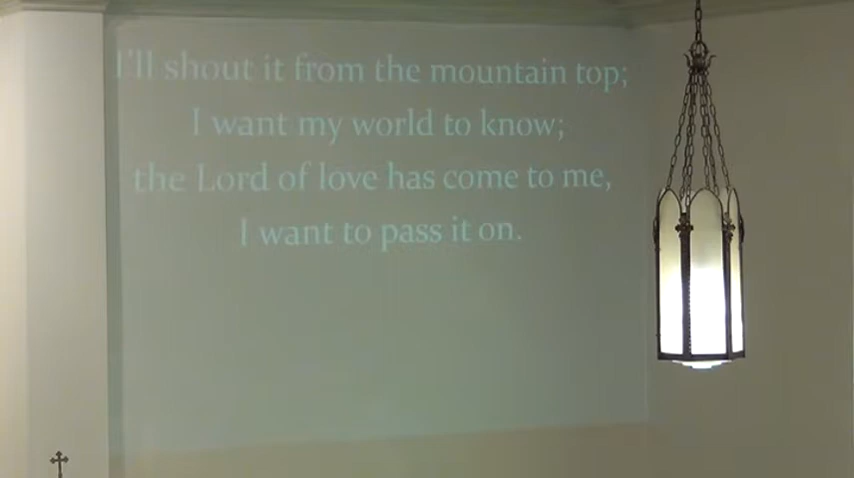 I'll shout it from the mountain top;
I want my world to know;
the Lord of love has come to me,
I want to pass it on.